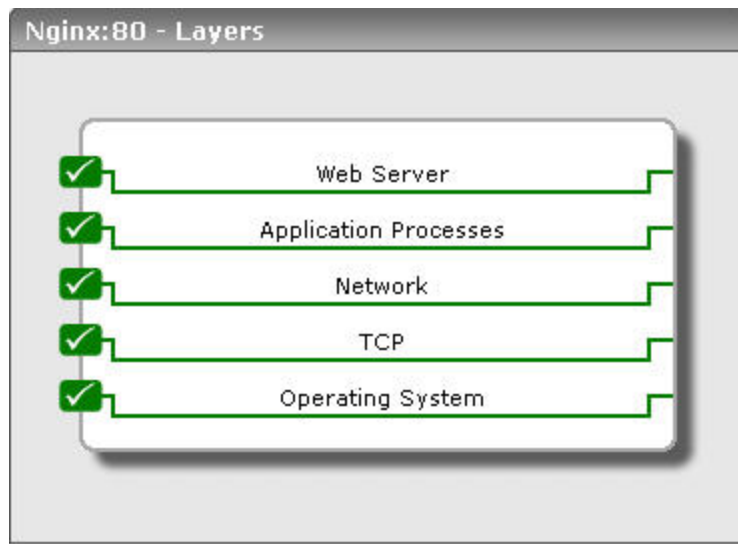 Nginx:80 - Layers
Web Server
Application Processes
Network
TCP
Operating System